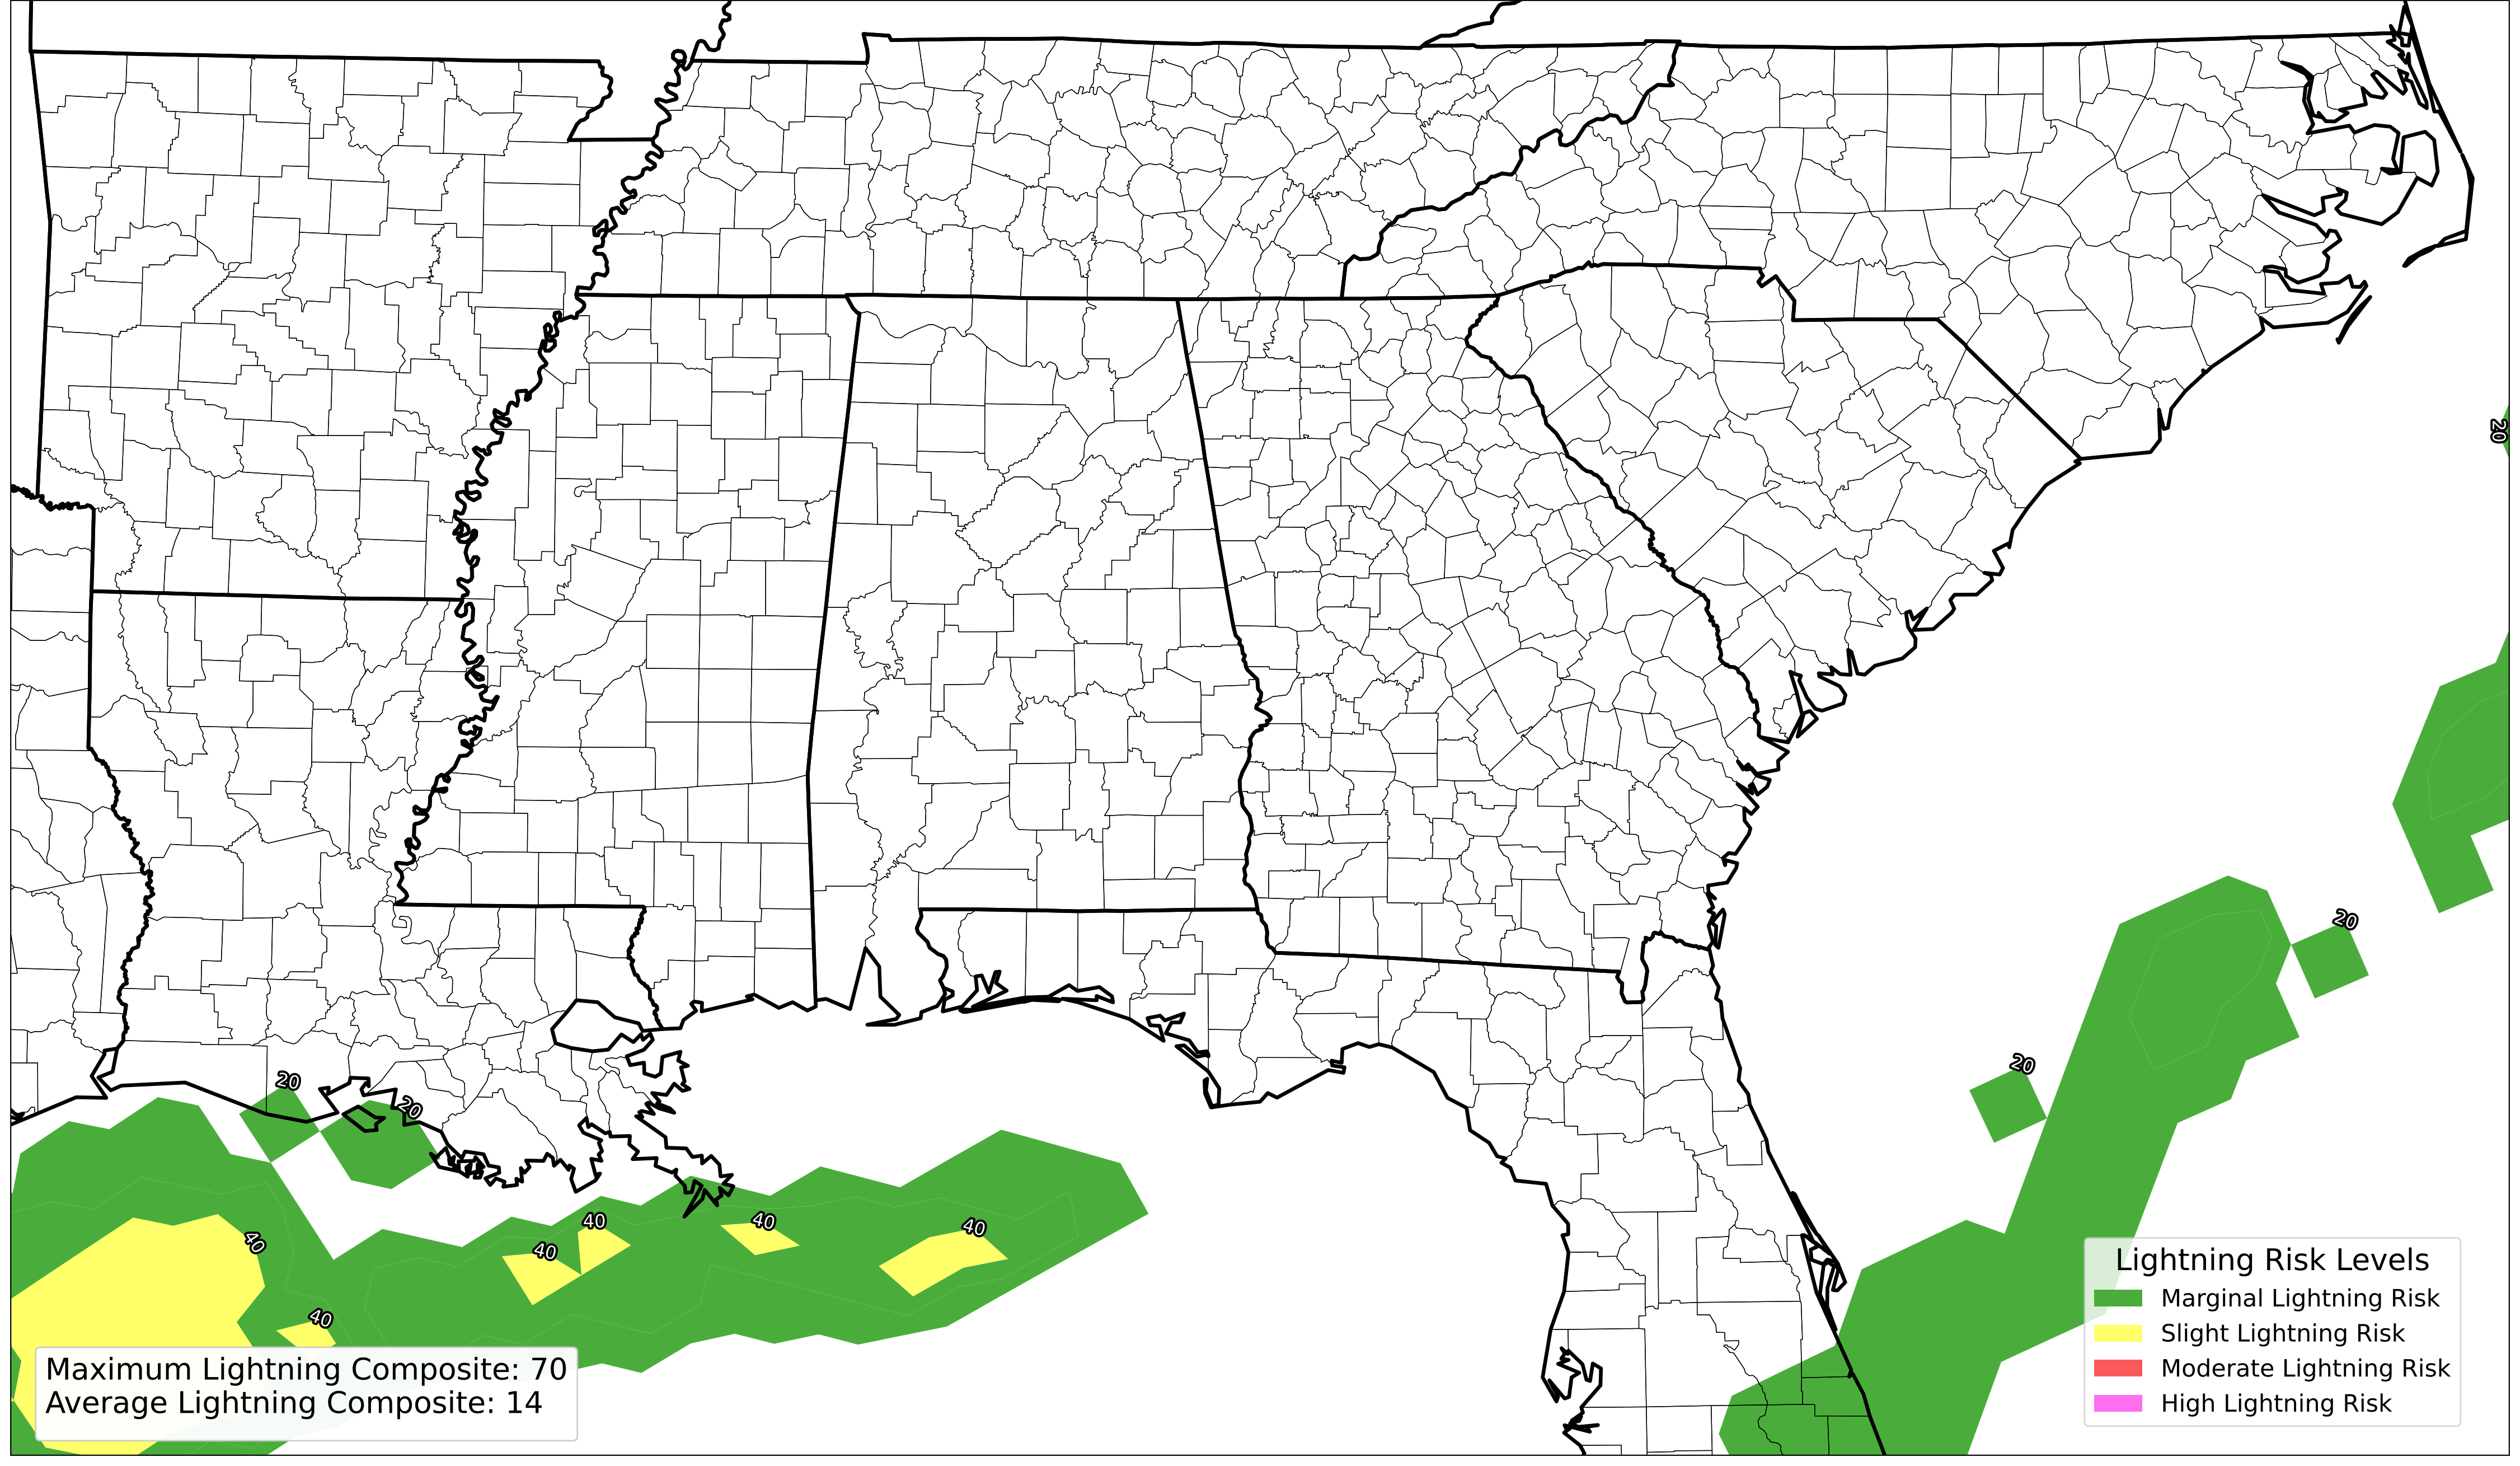 20
20
20
20
20
40
40
40
40
40
40
Lightning Risk Levels
Marginal Lightning Risk
Slight Lightning Risk
Moderate Lightning Risk
High Lightning Risk
Maximum Lightning Composite: 70
Average Lightning Composite: 14